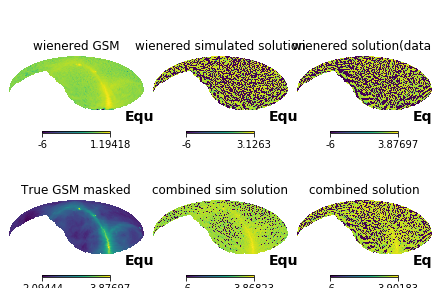 wienered GSM wienered simulated solution wienered solution(data
Equ Equ Equ
-6 1.19418 -6 3.1263 -6 3.87697
True GSM masked combined sim solution combined solution
Equ Equ Equ
2.09444 3.87697 -6 3.86823 -6 3.90183